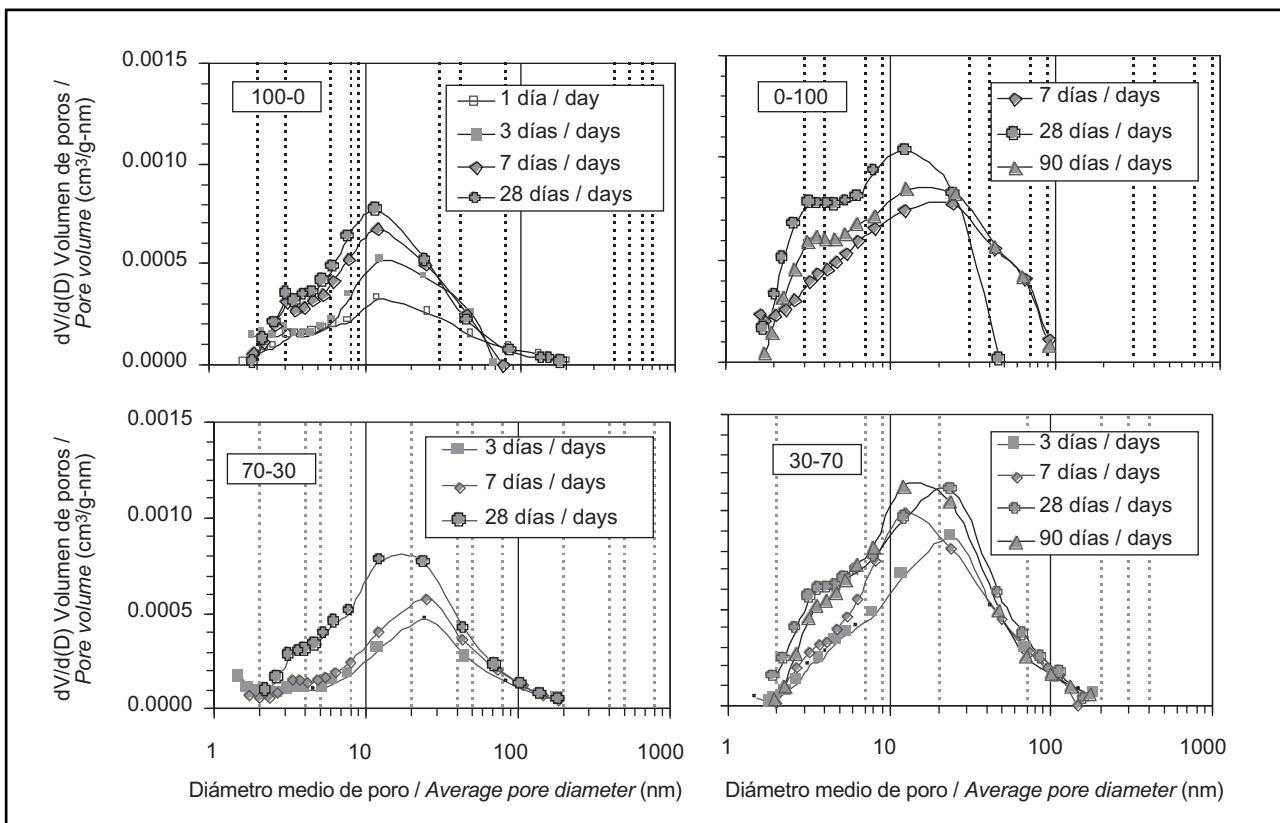 dV/d(D) Volumen de poros /
Pore volume (cm³/g-nm)
0.0015
0.0010
0.0005
0.0000
100-0
1 día / day
3 días / days
7 días / days
28 días / days
0-100
7 días / days
28 días / days
90 días / days
dV/d(D) Volumen de poros /
Pore volume (cm³/g-nm)
0.0015
0.0010
0.0005
0.0000
70-30
3 días / days
7 días / days
28 días / days
1 10 100 1000
Diámetro medio de poro / Average pore diameter (nm)
30-70
3 días / days
7 días / days
28 días / days
90 días / days
1 10 100 1000
Diámetro medio de poro / Average pore diameter (nm)